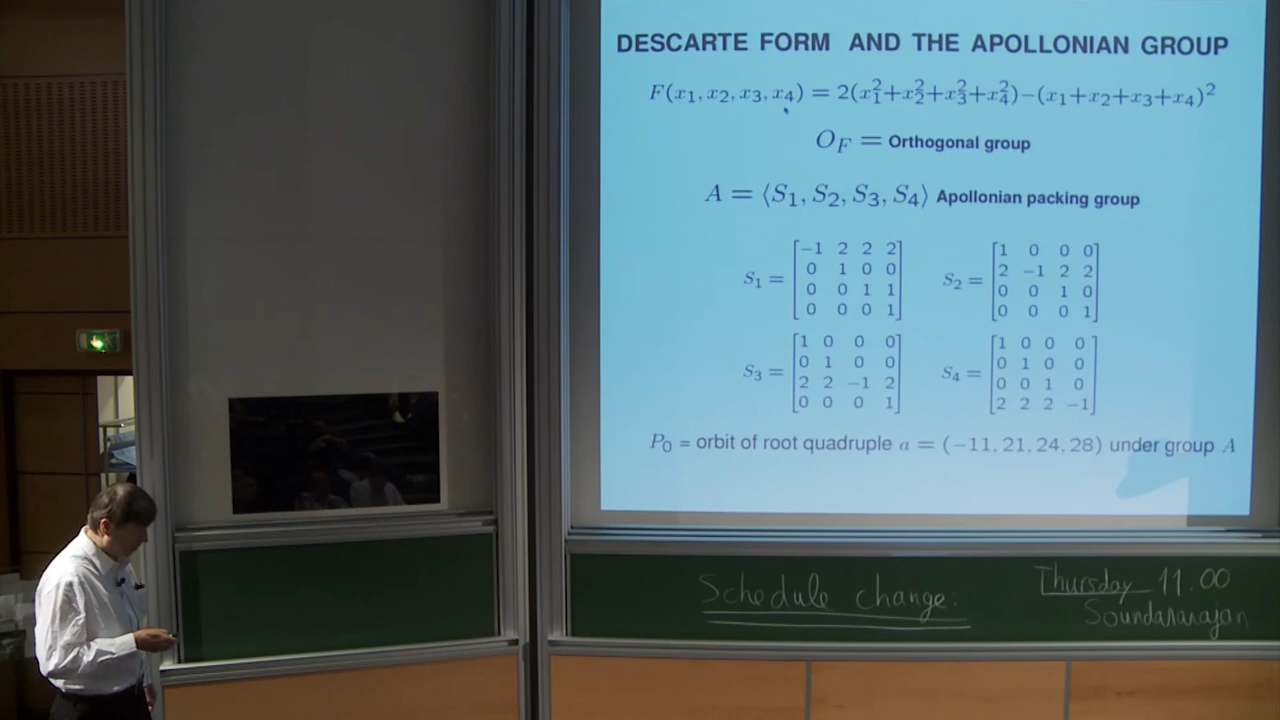 DESCARTE FORM AND THE APOLLONIAN GROUP
F(x₁, x₂, x₃, x₄) = 2(x₁²+x₂²+x₃²+x₄²)−(x₁+x₂+x₃+x₄)²
O_F = Orthogonal group
A = ⟨S₁, S₂, S₃, S₄⟩ Apollonian packing group
S₁ = [−1 2 2 2
0 1 0 0
0 0 1 1
0 0 0 1]
S₂ = [1 0 0 0
2 −1 2 2
0 0 1 0
0 0 0 1]
S₃ = [1 0 0 0
0 1 0 0
2 2 −1 2
0 0 0 1]
S₄ = [1 0 0 0
0 1 0 0
0 0 1 0
2 2 2 −1]
P₀ = orbit of root quadruple a = (−11, 21, 24, 28) under group A
Schedule change:
Thursday 11.00
Soundararayan